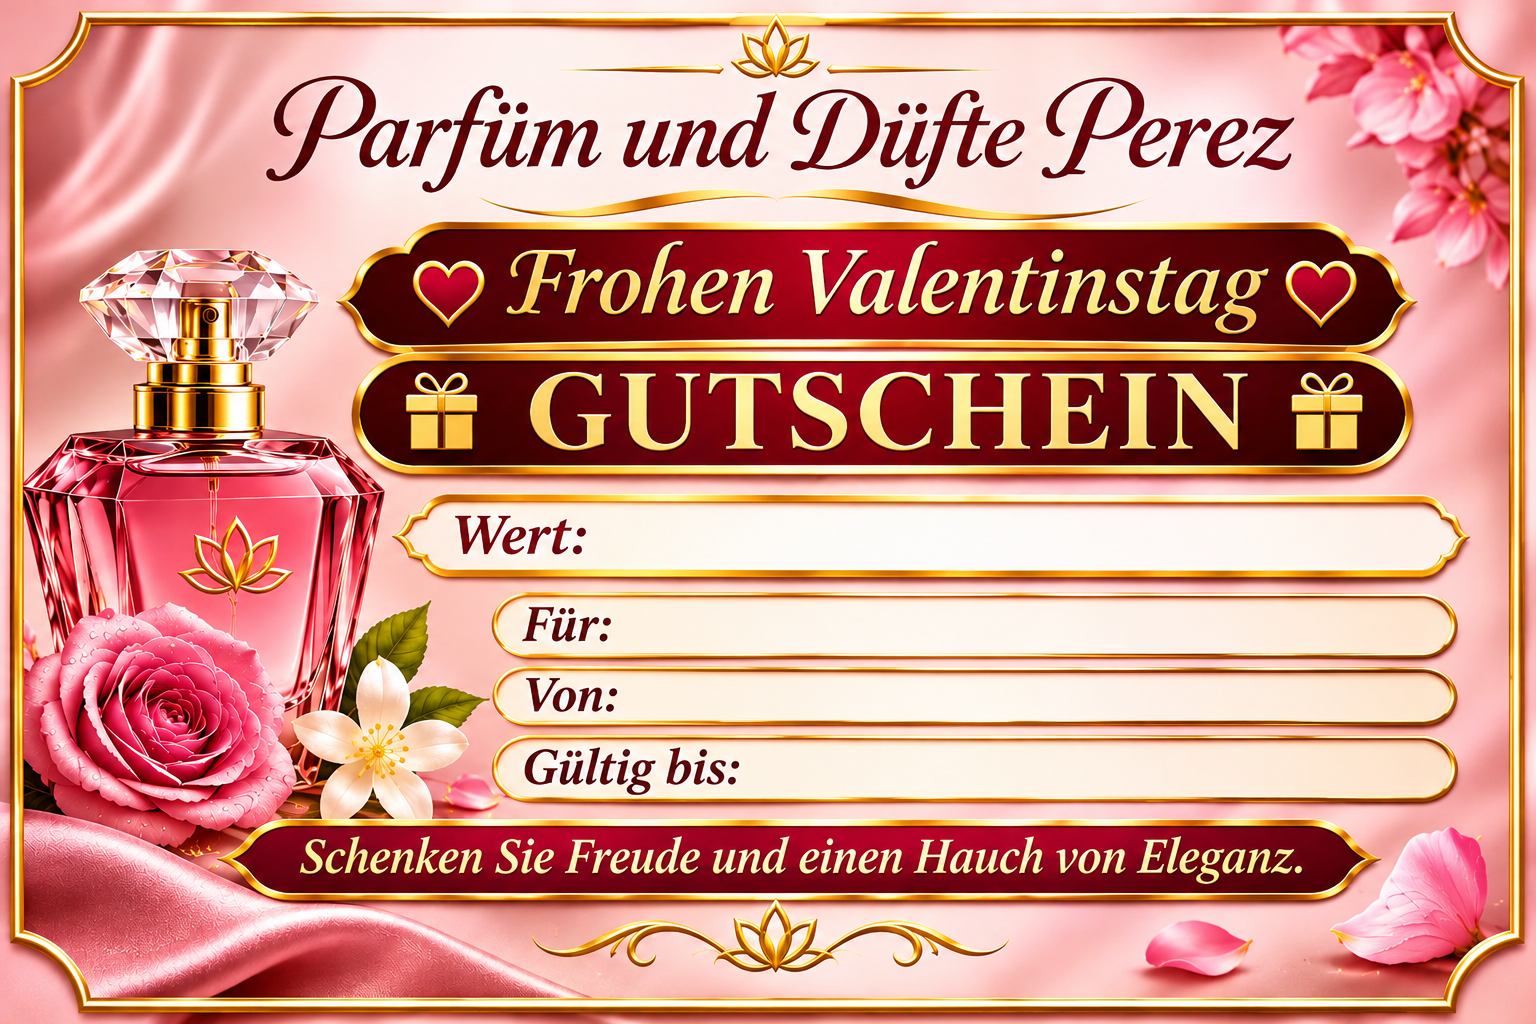 Parfüm und Düfte Perez
Frohen Valentinstag
GUTSCHEIN
Wert:
Für:
Von:
Gültig bis:
Schenken Sie Freude und einen Hauch von Eleganz.